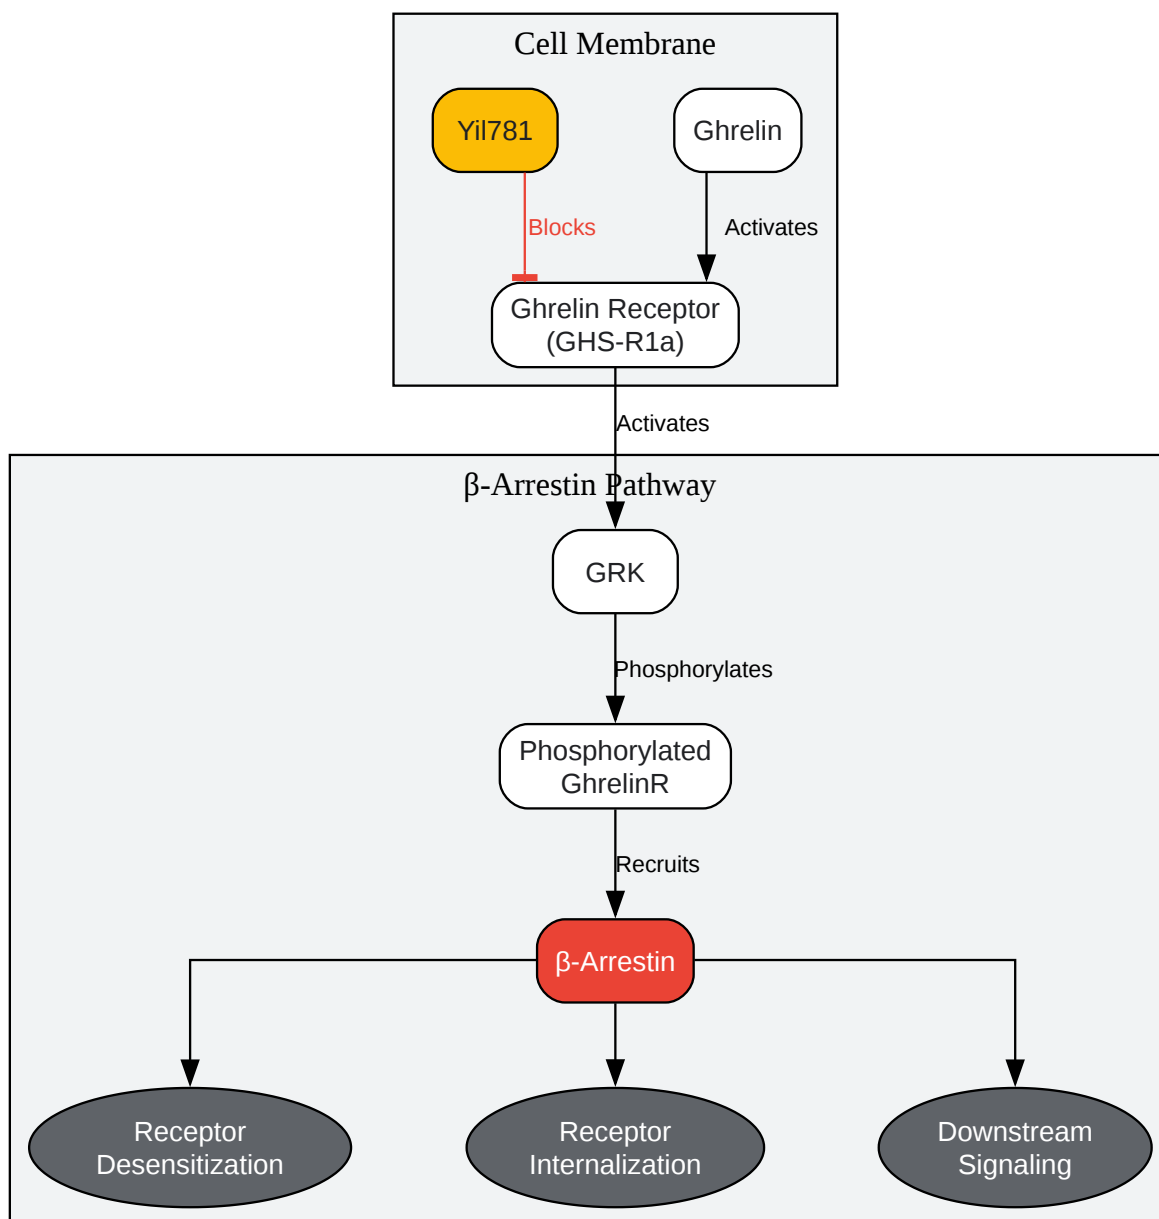 Cell Membrane
Yil781
Ghrelin
Blocks
Activates
Ghrelin Receptor
(GHS-R1a)
Activates
β-Arrestin Pathway
GRK
Phosphorylates
Phosphorylated
GhrelinR
Recruits
β-Arrestin
Receptor
Desensitization
Receptor
Internalization
Downstream
Signaling